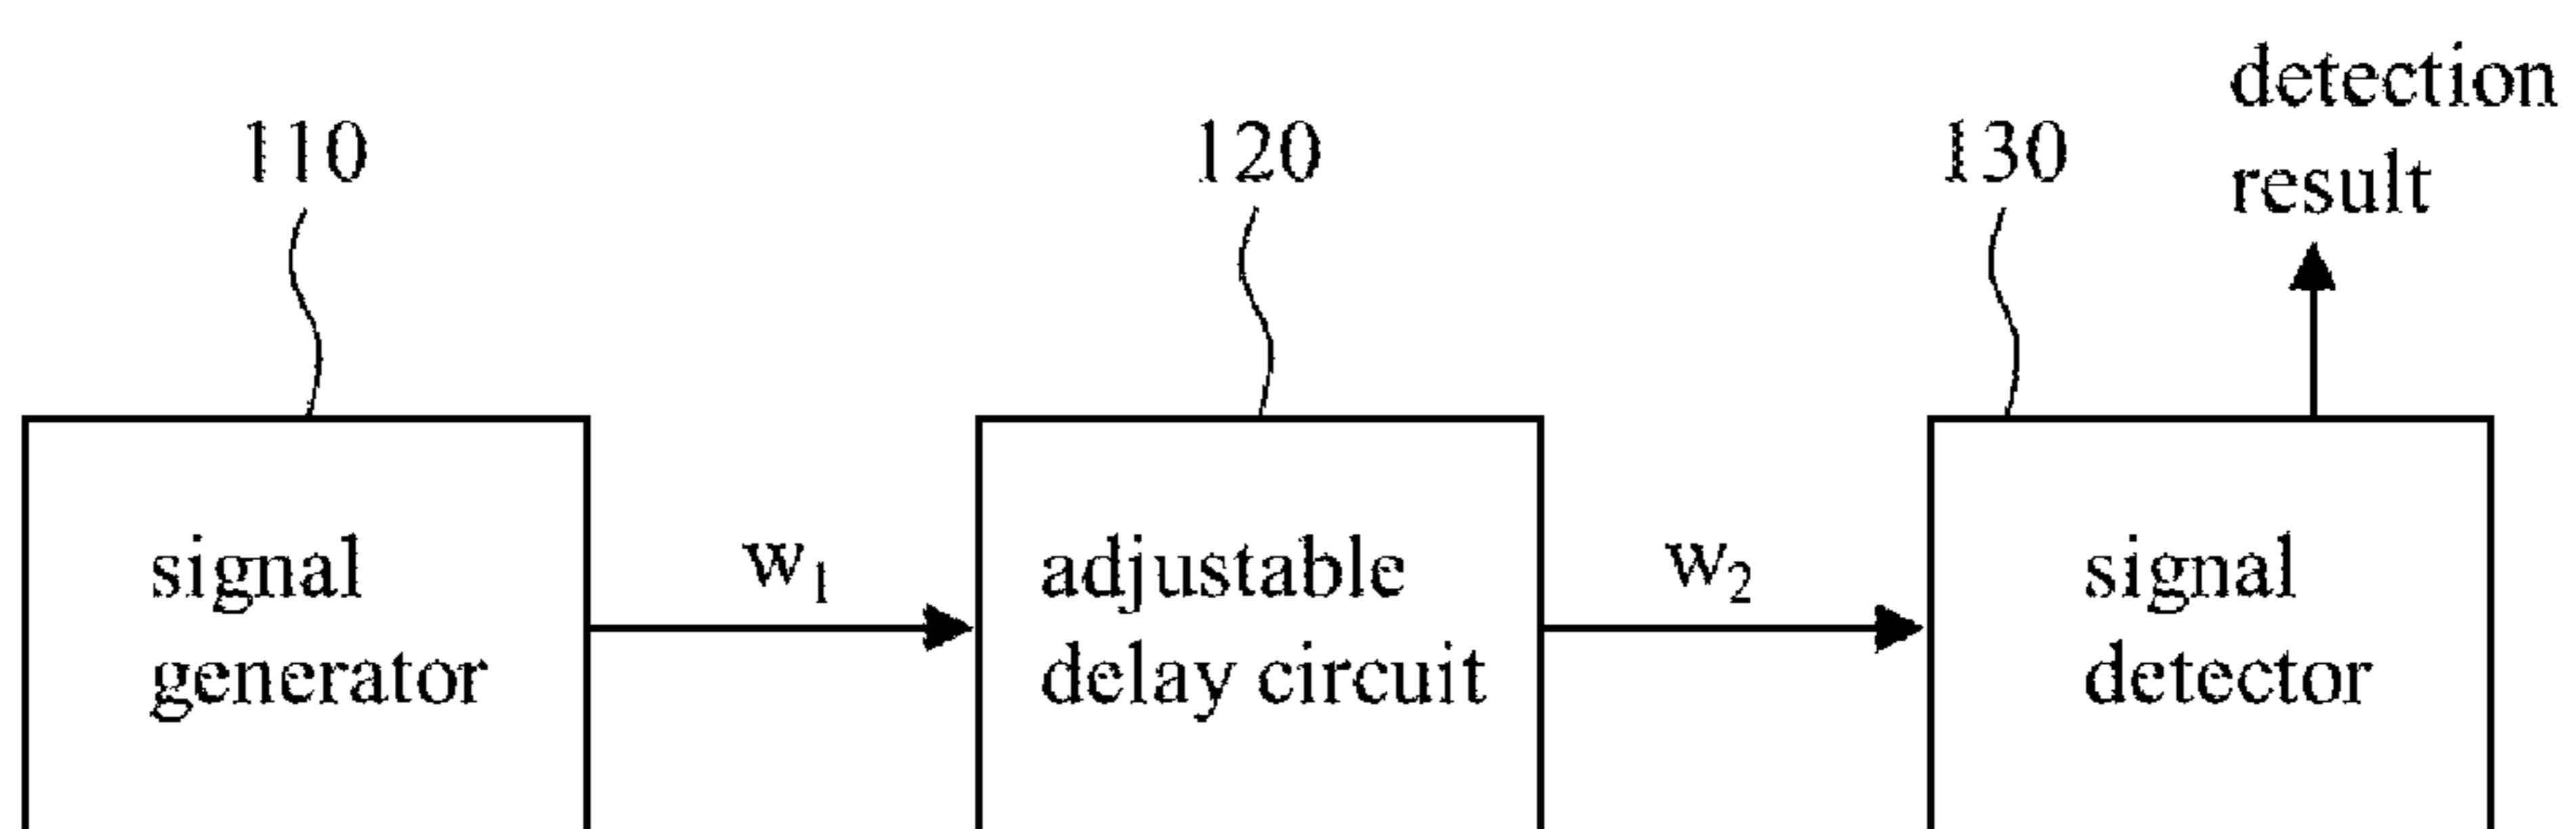 detection
result
110
120
130
signal
generator
w₁
adjustable
delay circuit
w₂
signal
detector